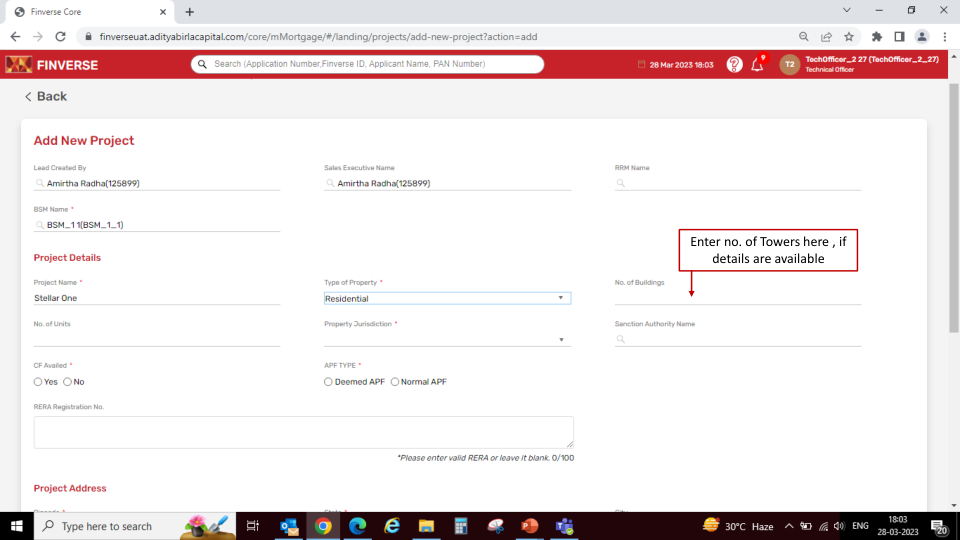 Finverse Core
finverseuat.adityabirlacapital.com/core/mMortgage/#/landing/projects/add-new-project?action=add
FINVERSE
Search (Application Number,Finverse ID, Applicant Name, PAN Number)
28 Mar 2023 18:03
T2
TechOfficer_2 27 (TechOfficer_2_27)
Technical Officer
< Back
Add New Project
Lead Created By
Sales Executive Name
RRM Name
Amirtha Radha(125899)
Amirtha Radha(125899)
BSM Name *
BSM_1 1(BSM_1_1)
Enter no. of Towers here , if
details are available
Project Details
Project Name *
Type of Property *
No. of Buildings
Stellar One
Residential
No. of Units
Property Jurisdiction *
Sanction Authority Name
CF Availed *
APF TYPE *
Yes No
Deemed APF Normal APF
RERA Registration No.
*Please enter valid RERA or leave it blank. 0/100
Project Address
Type here to search
30°C Haze
ENG
18:03
28-03-2023
20